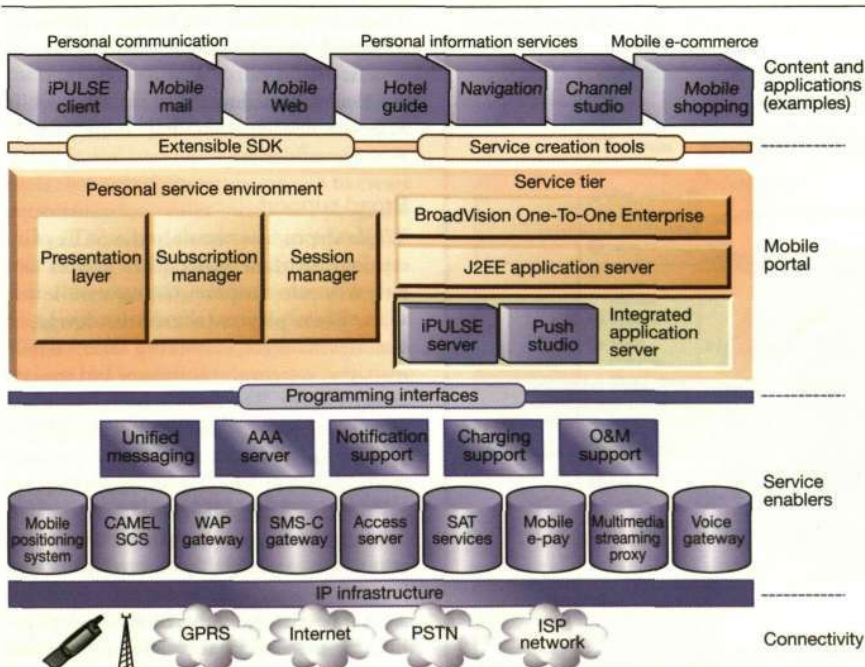 Personal communication
Personal information services
Mobile e-commerce
iPULSE
client
Mobile
mail
Mobile
Web
Hotel
guide
Navigation
Channel
studio
Mobile
shopping
Content and
applications
(examples)
Extensible SDK
Service creation tools
Personal service environment
Presentation
layer
Subscription
manager
Session
manager
Service tier
BroadVision One-To-One Enterprise
J2EE application server
iPULSE
server
Push
studio
Integrated
application
server
Mobile
portal
Programming interfaces
Unified
messaging
AAA
server
Notification
support
Charging
support
O&M
support
Mobile
positioning
system
CAMEL
SCS
WAP
gateway
SMS-C
gateway
Access
server
SAT
services
Mobile
e-pay
Multimedia
streaming
proxy
Voice
gateway
Service
enablers
IP infrastructure
GPRS
Internet
PSTN
ISP
network
Connectivity